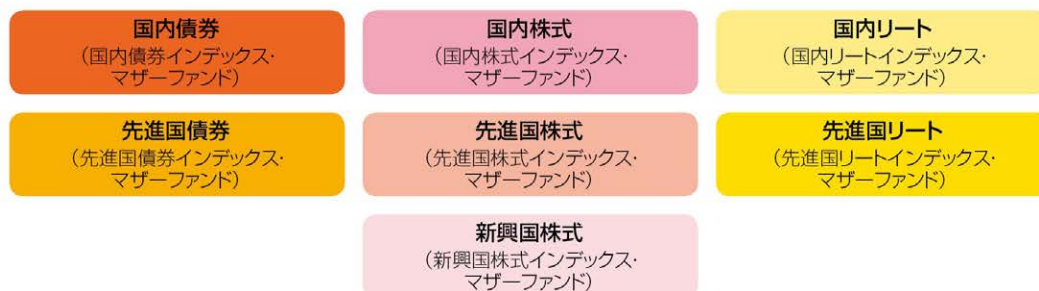 国内債券
(国内債券インデックス・
マザーファンド)
国内株式
(国内株式インデックス・
マザーファンド)
国内リート
(国内リートインデックス・
マザーファンド)
先進国債券
(先進国債券インデックス・
マザーファンド)
先進国株式
(先進国株式インデックス・
マザーファンド)
先進国リート
(先進国リートインデックス・
マザーファンド)
新興国株式
(新興国株式インデックス・
マザーファンド)